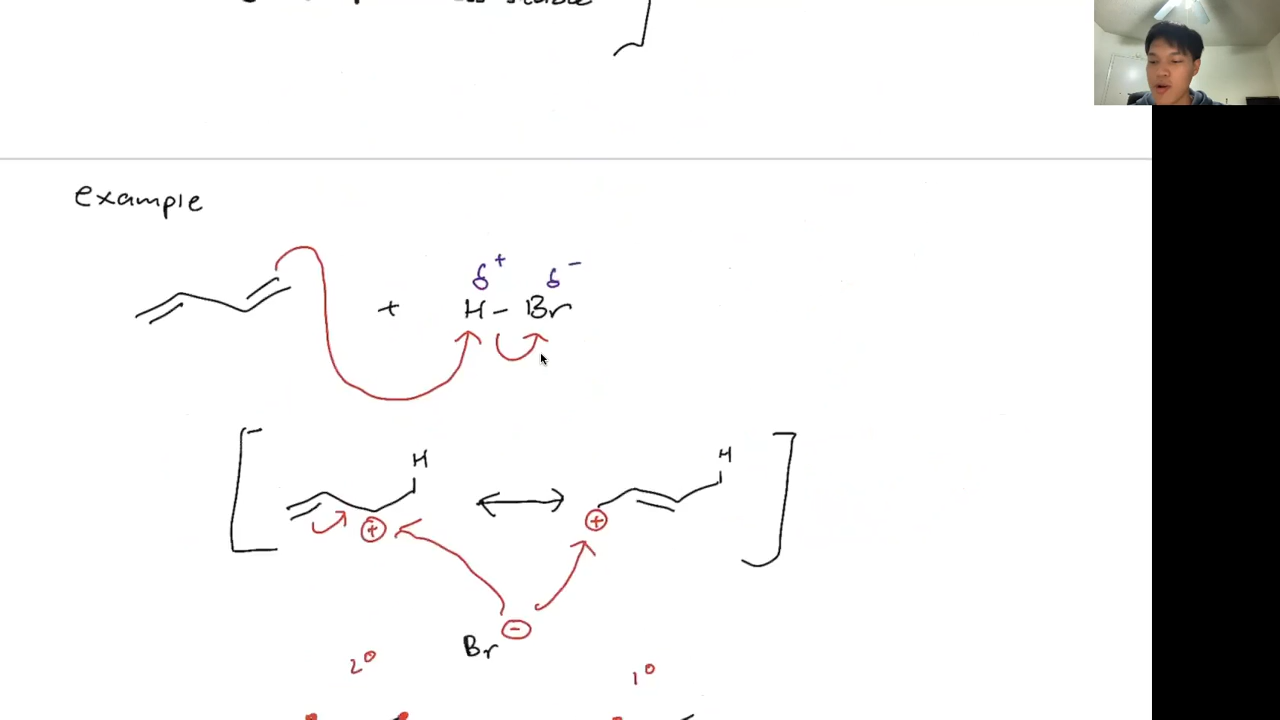 example
δ+ δ−
+ H – Br
H H
+ +
Br −
2° 1°